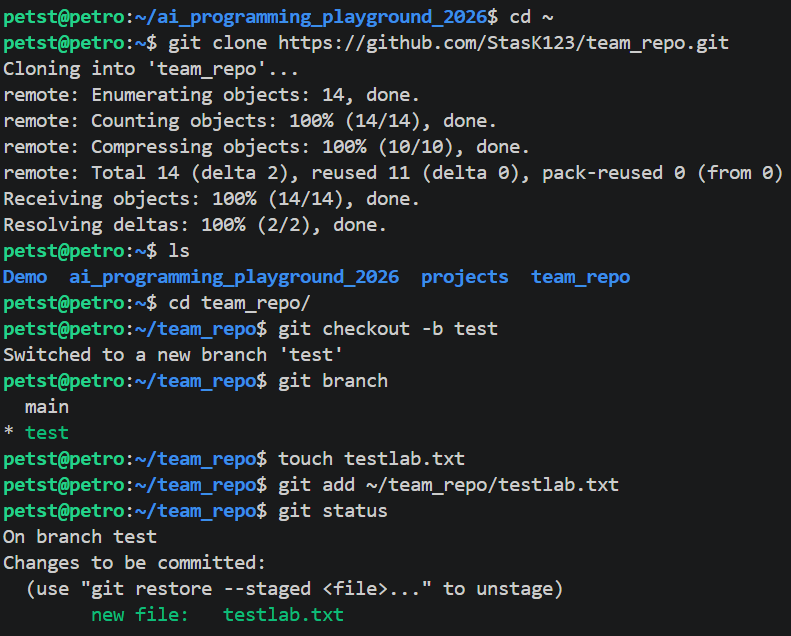 petst@petro:~/ai_programming_playground_2026$ cd ~
petst@petro:~$ git clone https://github.com/StasK123/team_repo.git
Cloning into 'team_repo'...
remote: Enumerating objects: 14, done.
remote: Counting objects: 100% (14/14), done.
remote: Compressing objects: 100% (10/10), done.
remote: Total 14 (delta 2), reused 11 (delta 0), pack-reused 0 (from 0)
Receiving objects: 100% (14/14), done.
Resolving deltas: 100% (2/2), done.
petst@petro:~$ ls
Demo  ai_programming_playground_2026  projects  team_repo
petst@petro:~$ cd team_repo/
petst@petro:~/team_repo$ git checkout -b test
Switched to a new branch 'test'
petst@petro:~/team_repo$ git branch
  main
* test
petst@petro:~/team_repo$ touch testlab.txt
petst@petro:~/team_repo$ git add ~/team_repo/testlab.txt
petst@petro:~/team_repo$ git status
On branch test
Changes to be committed:
  (use "git restore --staged <file>..." to unstage)
        new file:   testlab.txt